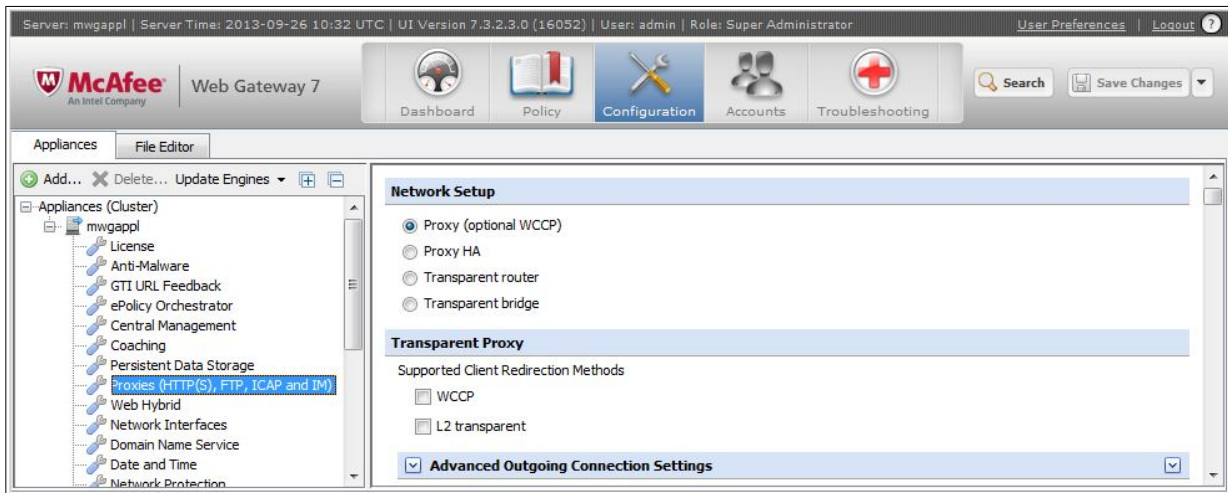 Server: mwgappl | Server Time: 2013-09-26 10:32 UTC | UI Version 7.3.2.3.0 (16052) | User: admin | Role: Super Administrator User Preferences | Logout ?
McAfee
An Intel Company
Web Gateway 7
Dashboard
Policy
Configuration
Accounts
Troubleshooting
Search
Save Changes
Appliances
File Editor
Add... Delete... Update Engines
Appliances (Cluster)
mwgappl
License
Anti-Malware
GTI URL Feedback
ePolicy Orchestrator
Central Management
Coaching
Persistent Data Storage
Proxies (HTTP(S), FTP, ICAP and IM)
Web Hybrid
Network Interfaces
Domain Name Service
Date and Time
Network Protection
Network Setup
Proxy (optional WCCP)
Proxy HA
Transparent router
Transparent bridge
Transparent Proxy
Supported Client Redirection Methods
WCCP
L2 transparent
Advanced Outgoing Connection Settings